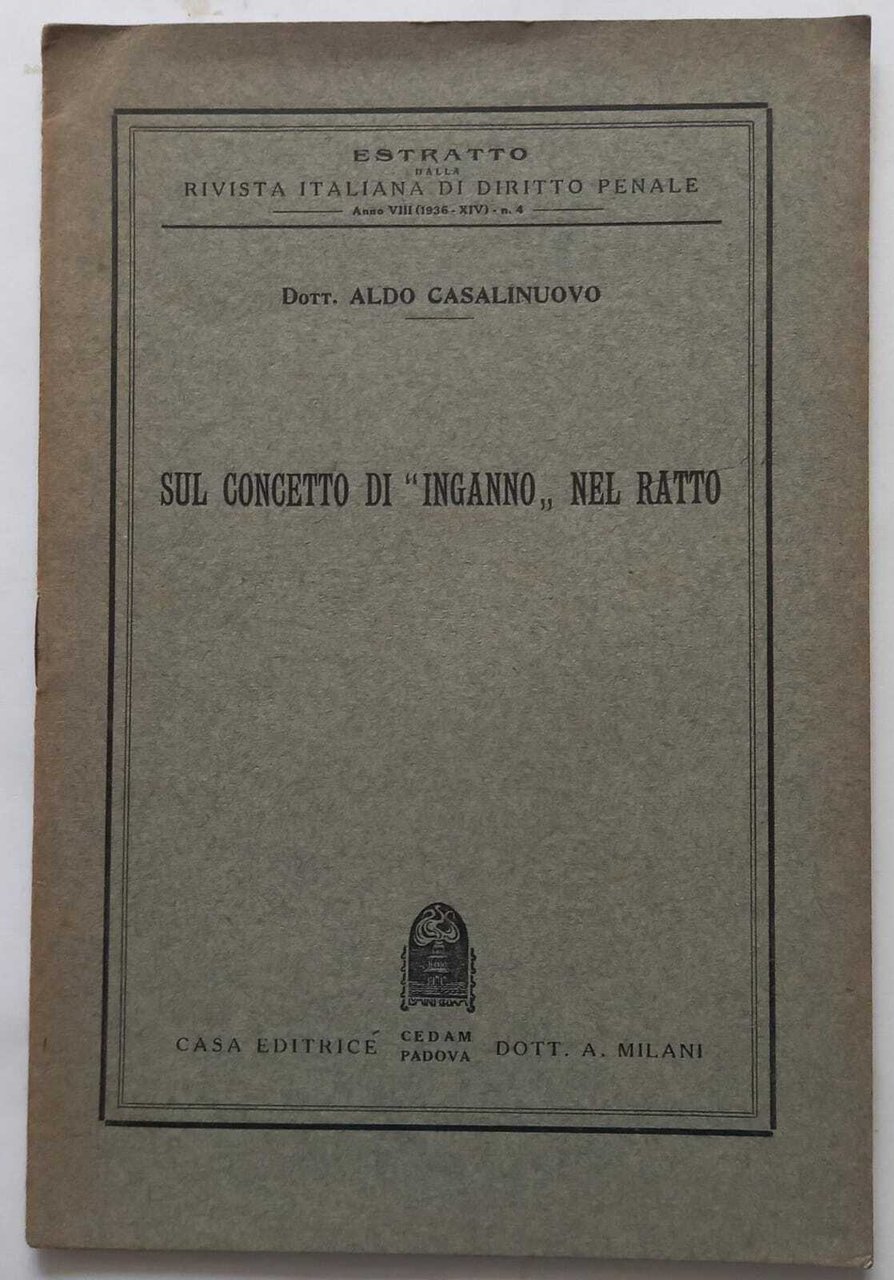 ESTRATTO
DALLA
RIVISTA ITALIANA DI DIRITTO PENALE
Anno VIII (1936 - XIV) - n. 4
DOTT. ALDO CASALINUOVO
SUL CONCETTO DI “INGANNO„ NEL RATTO
CASA EDITRICE CEDAM PADOVA DOTT. A. MILANI